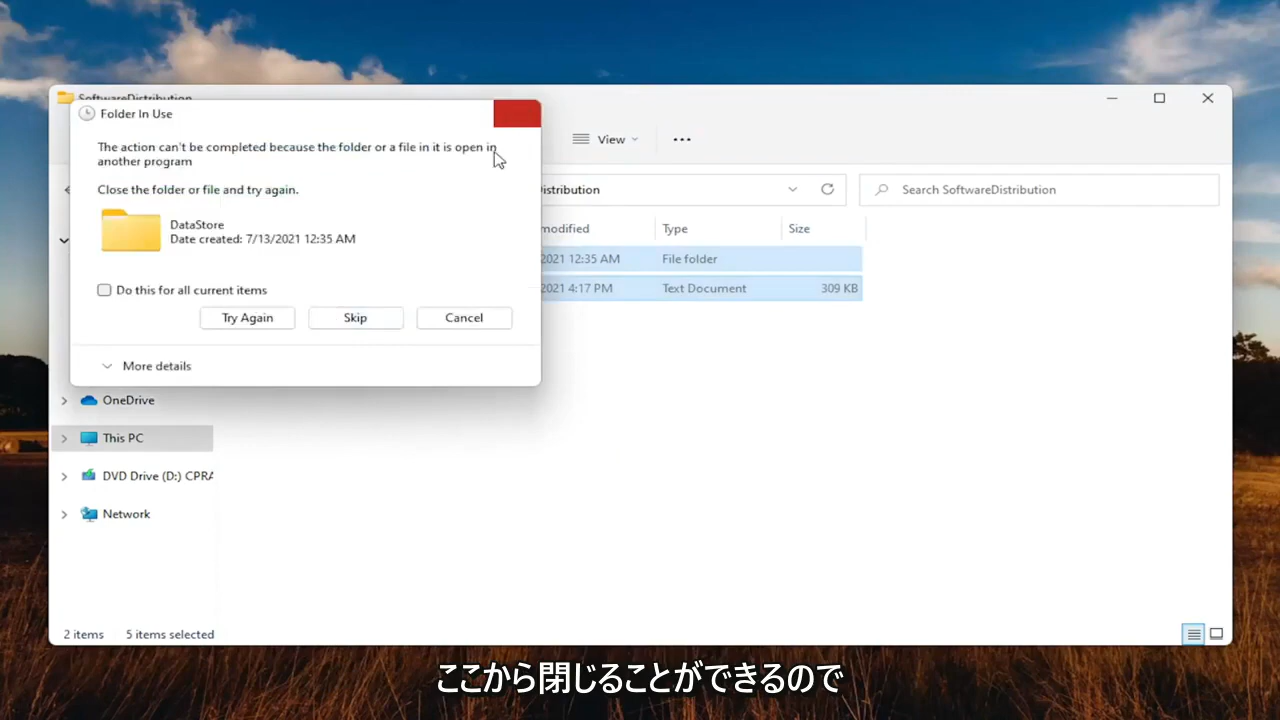 SoftwareDistribution
Folder In Use
The action can't be completed because the folder or a file in it is open in
another program
Close the folder or file and try again.
DataStore
Date created: 7/13/2021 12:35 AM
Do this for all current items
Try Again
Skip
Cancel
More details
View
istribution
Search SoftwareDistribution
modified
Type
Size
2021 12:35 AM
File folder
2021 4:17 PM
Text Document
309 KB
OneDrive
This PC
DVD Drive (D:) CPRA
Network
2 items
5 items selected
ここから閉じることができるので